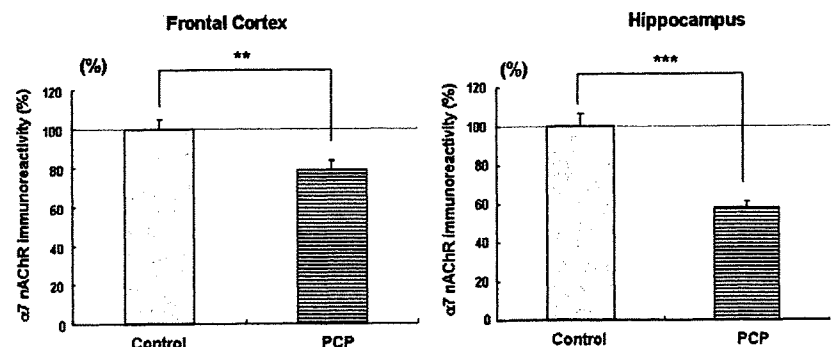 Frontal Cortex
(%)
**
α7 nAChR immunoreactivity (%)
120
100
80
60
40
20
0
Control
PCP
Hippocampus
(%)
***
α7 nAChR immunoreactivity (%)
120
100
80
60
40
20
0
Control
PCP